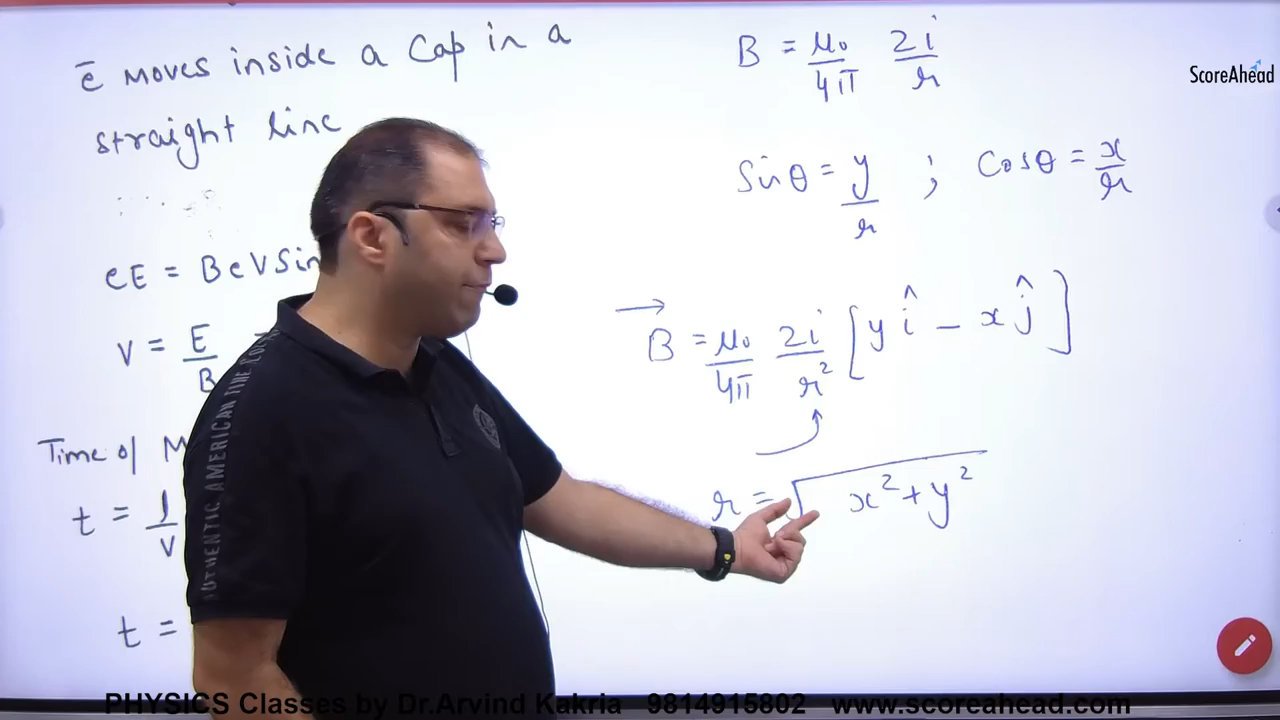 ē moves inside a Cap in a
straight line
eE = BeVSin
v = E/B
Time of M
t = l/v
t =
B = μ₀/4π 2i/r
Sinθ = y/r ; Cosθ = x/r
B⃗ = μ₀/4π 2i/r² [y î – x ĵ]
r = √x² + y²
ScoreAhead
AUTHENTIC AMERICAN TIME
PHYSICS Classes by Dr.Arvind Kakria 9814915802 www.scoreahead.com